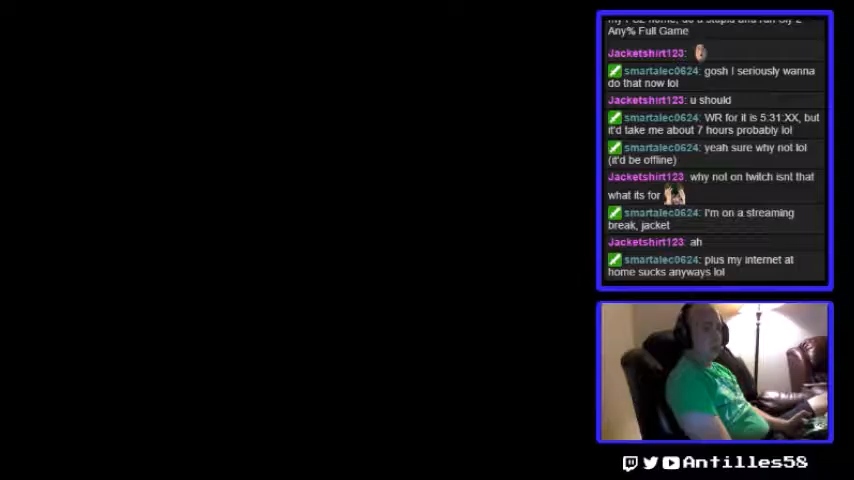 Any% Full Game
Jacketshirt123:
smartalec0624: gosh I seriously wanna
do that now lol
Jacketshirt123: u should
smartalec0624: WR for it is 5:31:XX, but
it'd take me about 7 hours probably lol
smartalec0624: yeah sure why not lol
(it'd be offline)
Jacketshirt123: why not on twitch isnt that
what its for
smartalec0624: I'm on a streaming
break, jacket
Jacketshirt123: ah
smartalec0624: plus my internet at
home sucks anyways lol
Antilles58